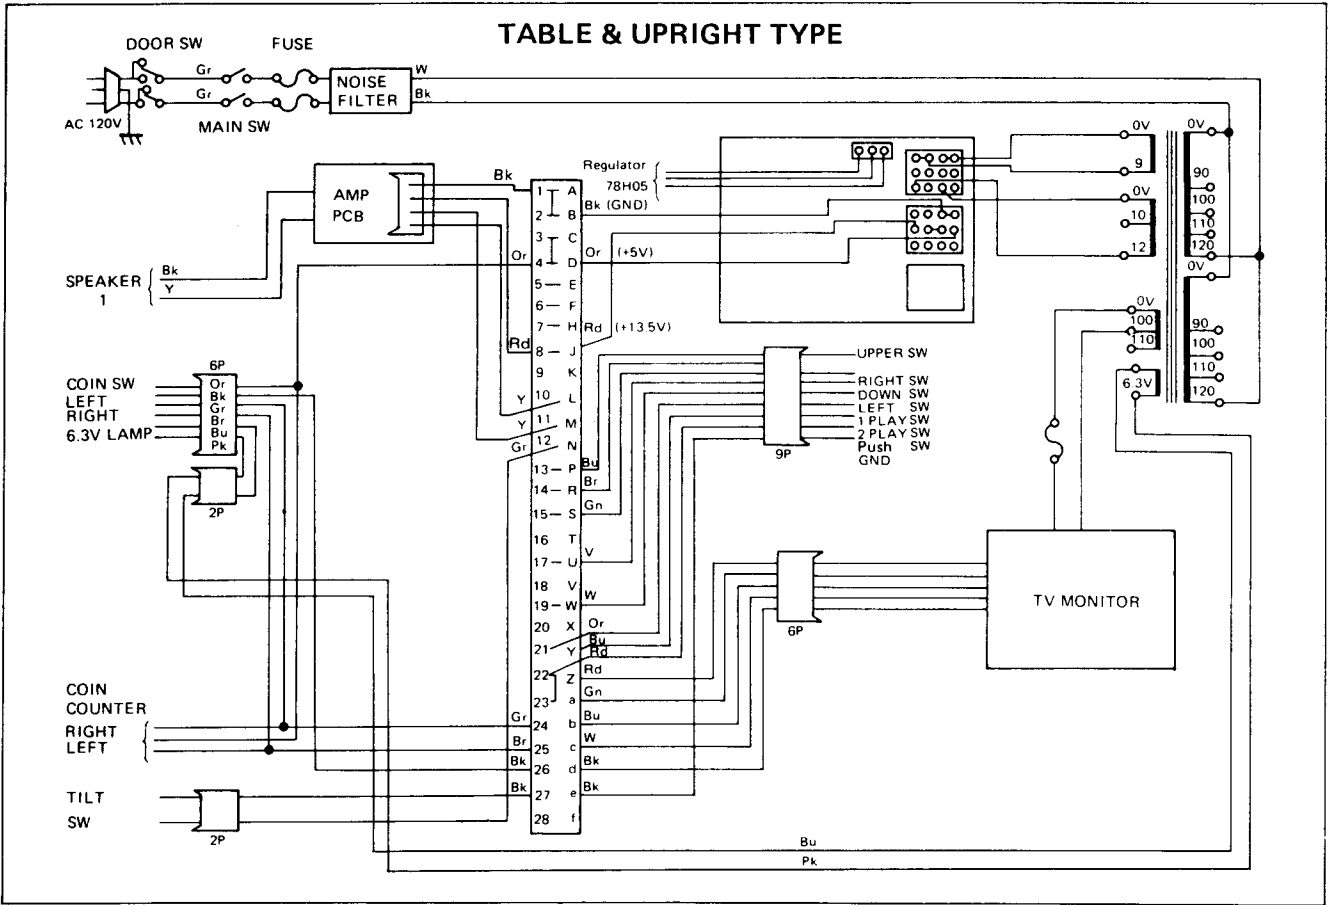 TABLE & UPRIGHT TYPE
DOOR SW
FUSE
Gr
Gr
NOISE
FILTER
W
Bk
AC 120V
MAIN SW
AMP
PCB
Bk
SPEAKER
1
Bk
Y
Or
Rd
Y
Y
Gr
Regulator
78H05
Bk (GND)
Or (+5V)
Rd (+13.5V)
0V
9
0V
10
12
0V
100
110
6.3V
0V
90
100
110
120
0V
90
100
110
120
6P
COIN SW
LEFT
RIGHT
6.3V LAMP
Or
Bk
Gr
Br
Bu
Pk
2P
1 A
2 B
3 C
4 D
5 E
6 F
7 H
8 J
9 K
10 L
11 M
12 N
13 P
14 R
15 S
16 T
17 U
18 V
19 W
20 X
21 Y
22 Z
23 a
24 b
25 c
26 d
27 e
28 f
Bu
Br
Gn
V
W
Or
Bu
Rd
Rd
Gn
Bu
W
Bk
Bk
UPPER SW
RIGHT SW
DOWN SW
LEFT SW
1 PLAY SW
2 PLAY SW
Push SW
GND
9P
6P
TV MONITOR
COIN
COUNTER
RIGHT
LEFT
Gr
Br
Bk
Bk
TILT
SW
2P
Bu
Pk